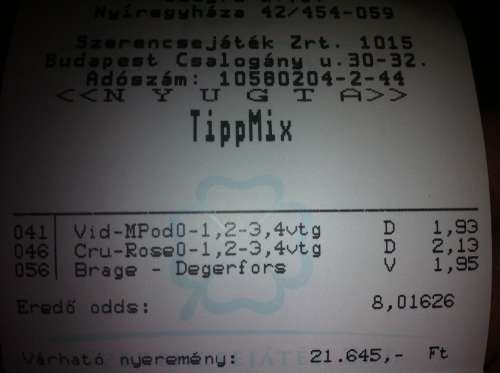 Nyíregyháza 42/454-059
Szerencsejáték Zrt. 1015
Budapest Csalogány u.30-32.
Adószám: 10580204-2-44
<<N Y U G T A>>
TippMix
041 Vid-MPod0-1,2-3,4vtg D 1,93
046 Cru-Rose0-1,2-3,4vtg D 2,13
056 Brage - Degerfors V 1,95
Eredő odds: 8,01626
Várható nyeremény: 21.645,- Ft